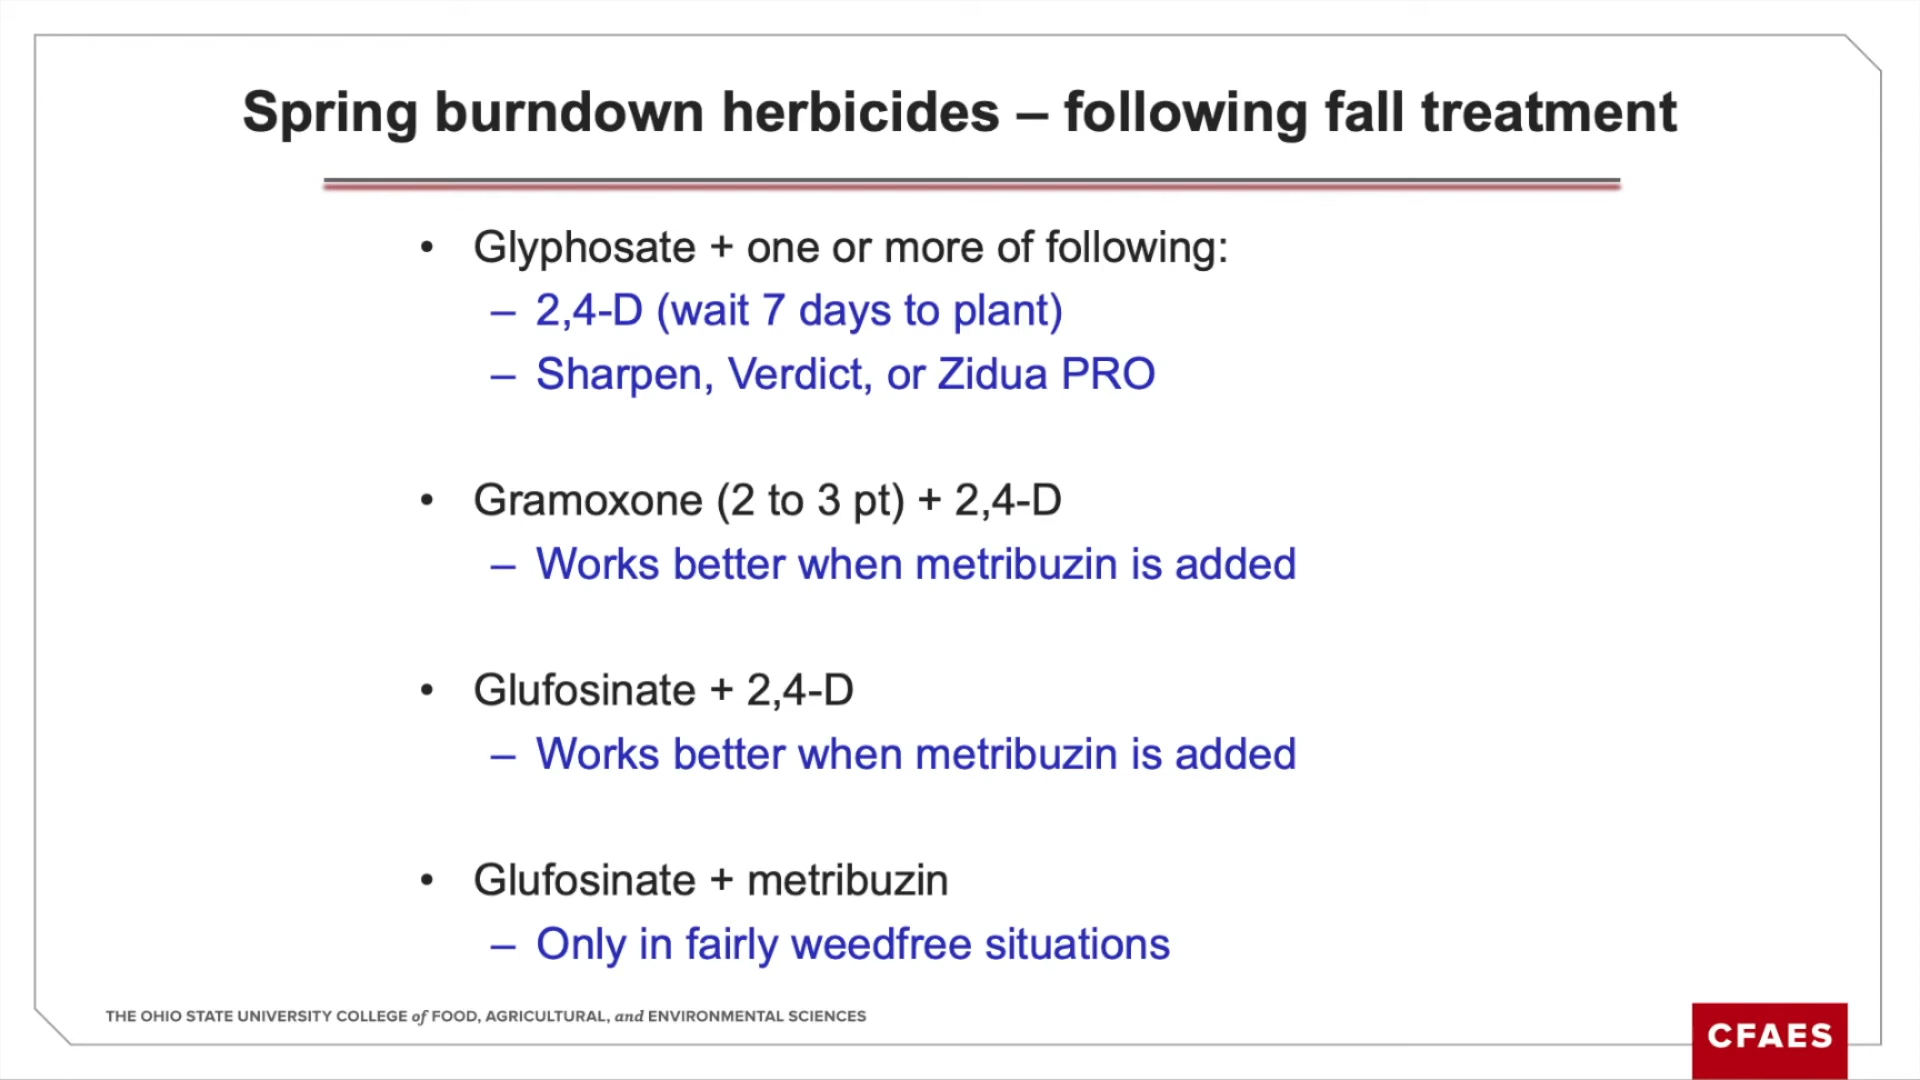 Spring burndown herbicides – following fall treatment
• Glyphosate + one or more of following:
– 2,4-D (wait 7 days to plant)
– Sharpen, Verdict, or Zidua PRO
• Gramoxone (2 to 3 pt) + 2,4-D
– Works better when metribuzin is added
• Glufosinate + 2,4-D
– Works better when metribuzin is added
• Glufosinate + metribuzin
– Only in fairly weedfree situations
THE OHIO STATE UNIVERSITY COLLEGE of FOOD, AGRICULTURAL, and ENVIRONMENTAL SCIENCES
CFAES